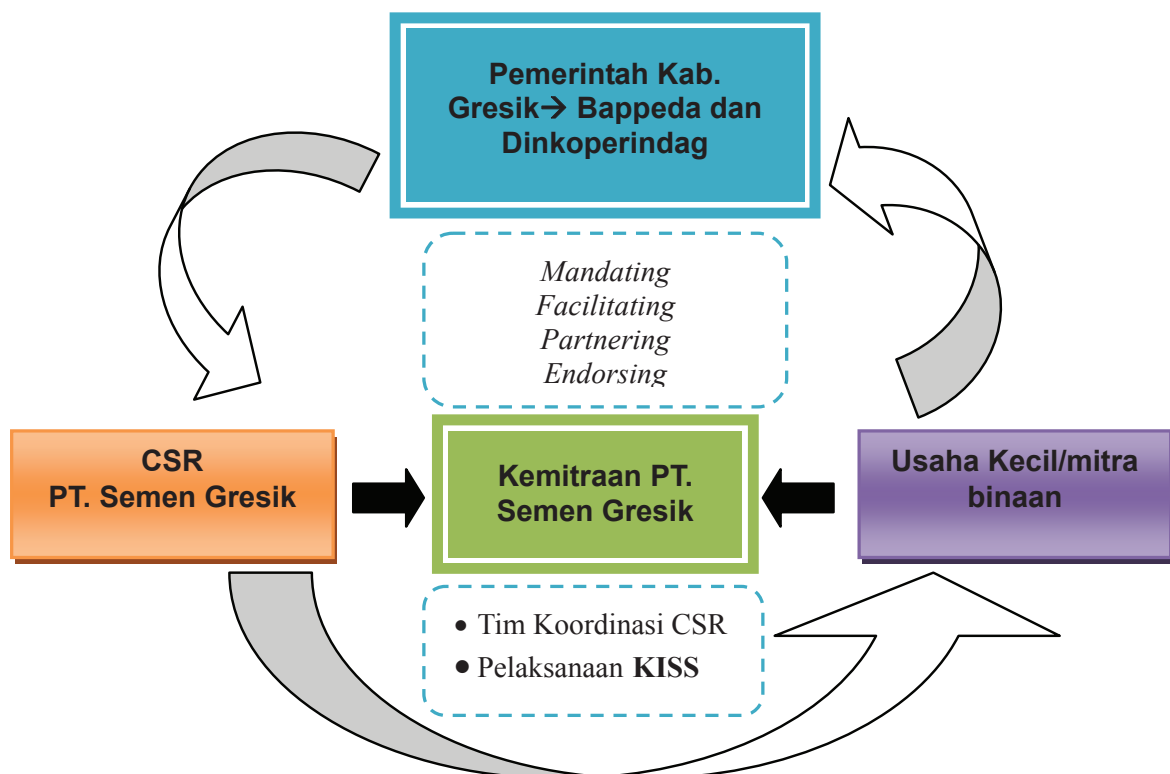 Pemerintah Kab.
Gresik→ Bappeda dan
Dinkoperindag
Mandating
Facilitating
Partnering
Endorsing
CSR
PT. Semen Gresik
Kemitraan PT.
Semen Gresik
Usaha Kecil/mitra
binaan
• Tim Koordinasi CSR
• Pelaksanaan KISS